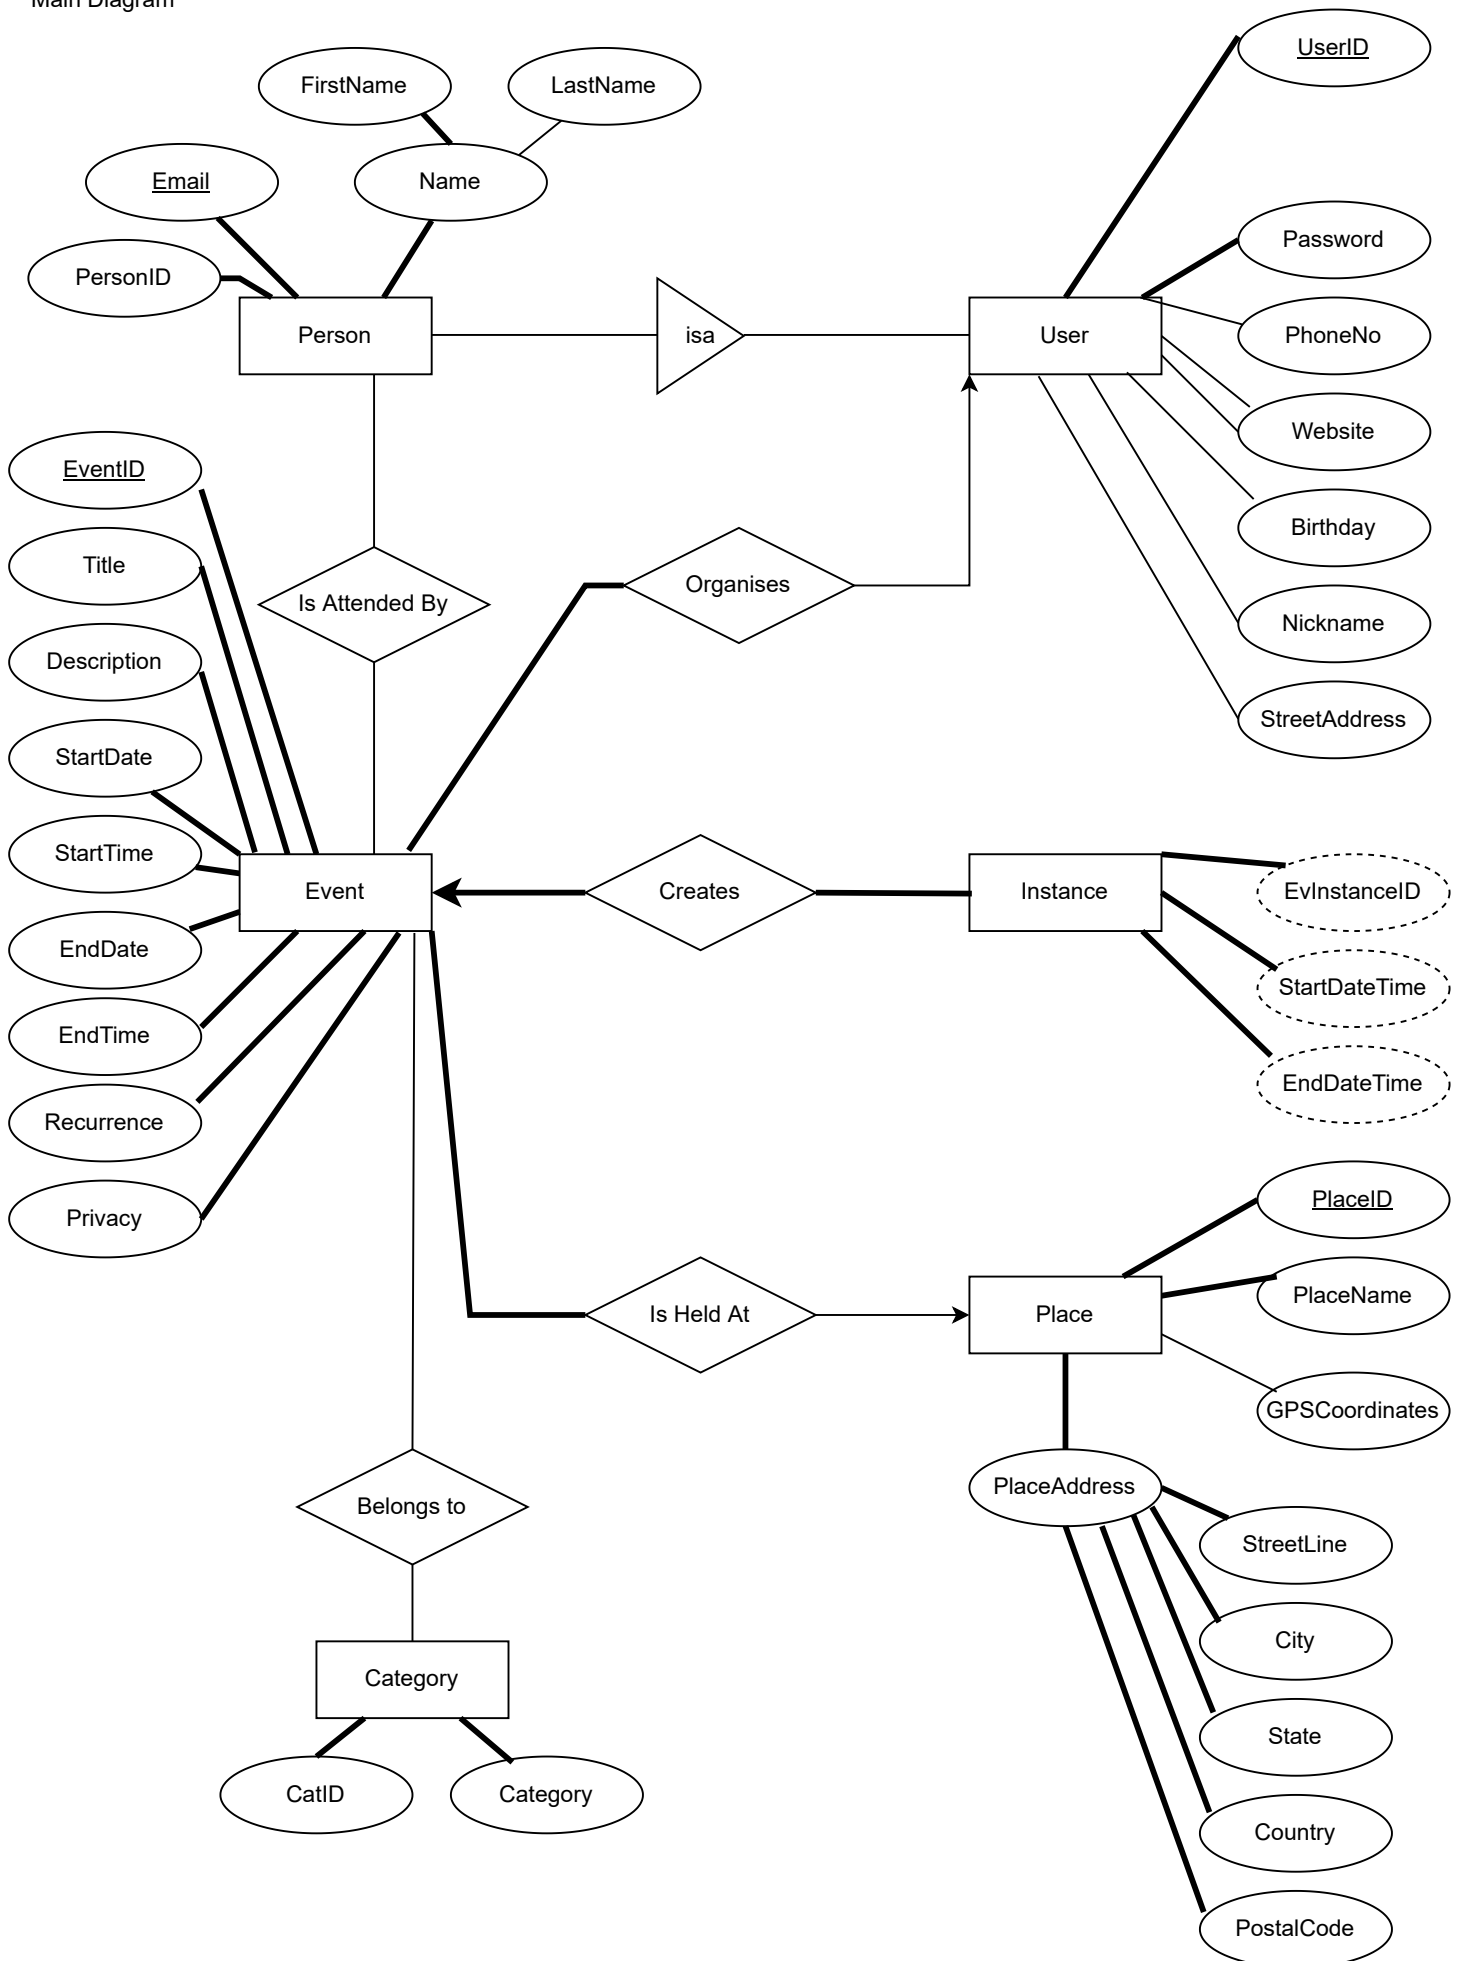 Main Diagram
UserID
FirstName
LastName
Email
Name
Password
PersonID
Person
isa
User
PhoneNo
Website
EventID
Birthday
Title
Organises
Is Attended By
Nickname
Description
StreetAddress
StartDate
StartTime
Event
Creates
Instance
EvInstanceID
EndDate
StartDateTime
EndTime
EndDateTime
Recurrence
PlaceID
Privacy
PlaceName
Is Held At
Place
GPSCoordinates
PlaceAddress
Belongs to
StreetLine
City
Category
State
CatID
Category
Country
PostalCode